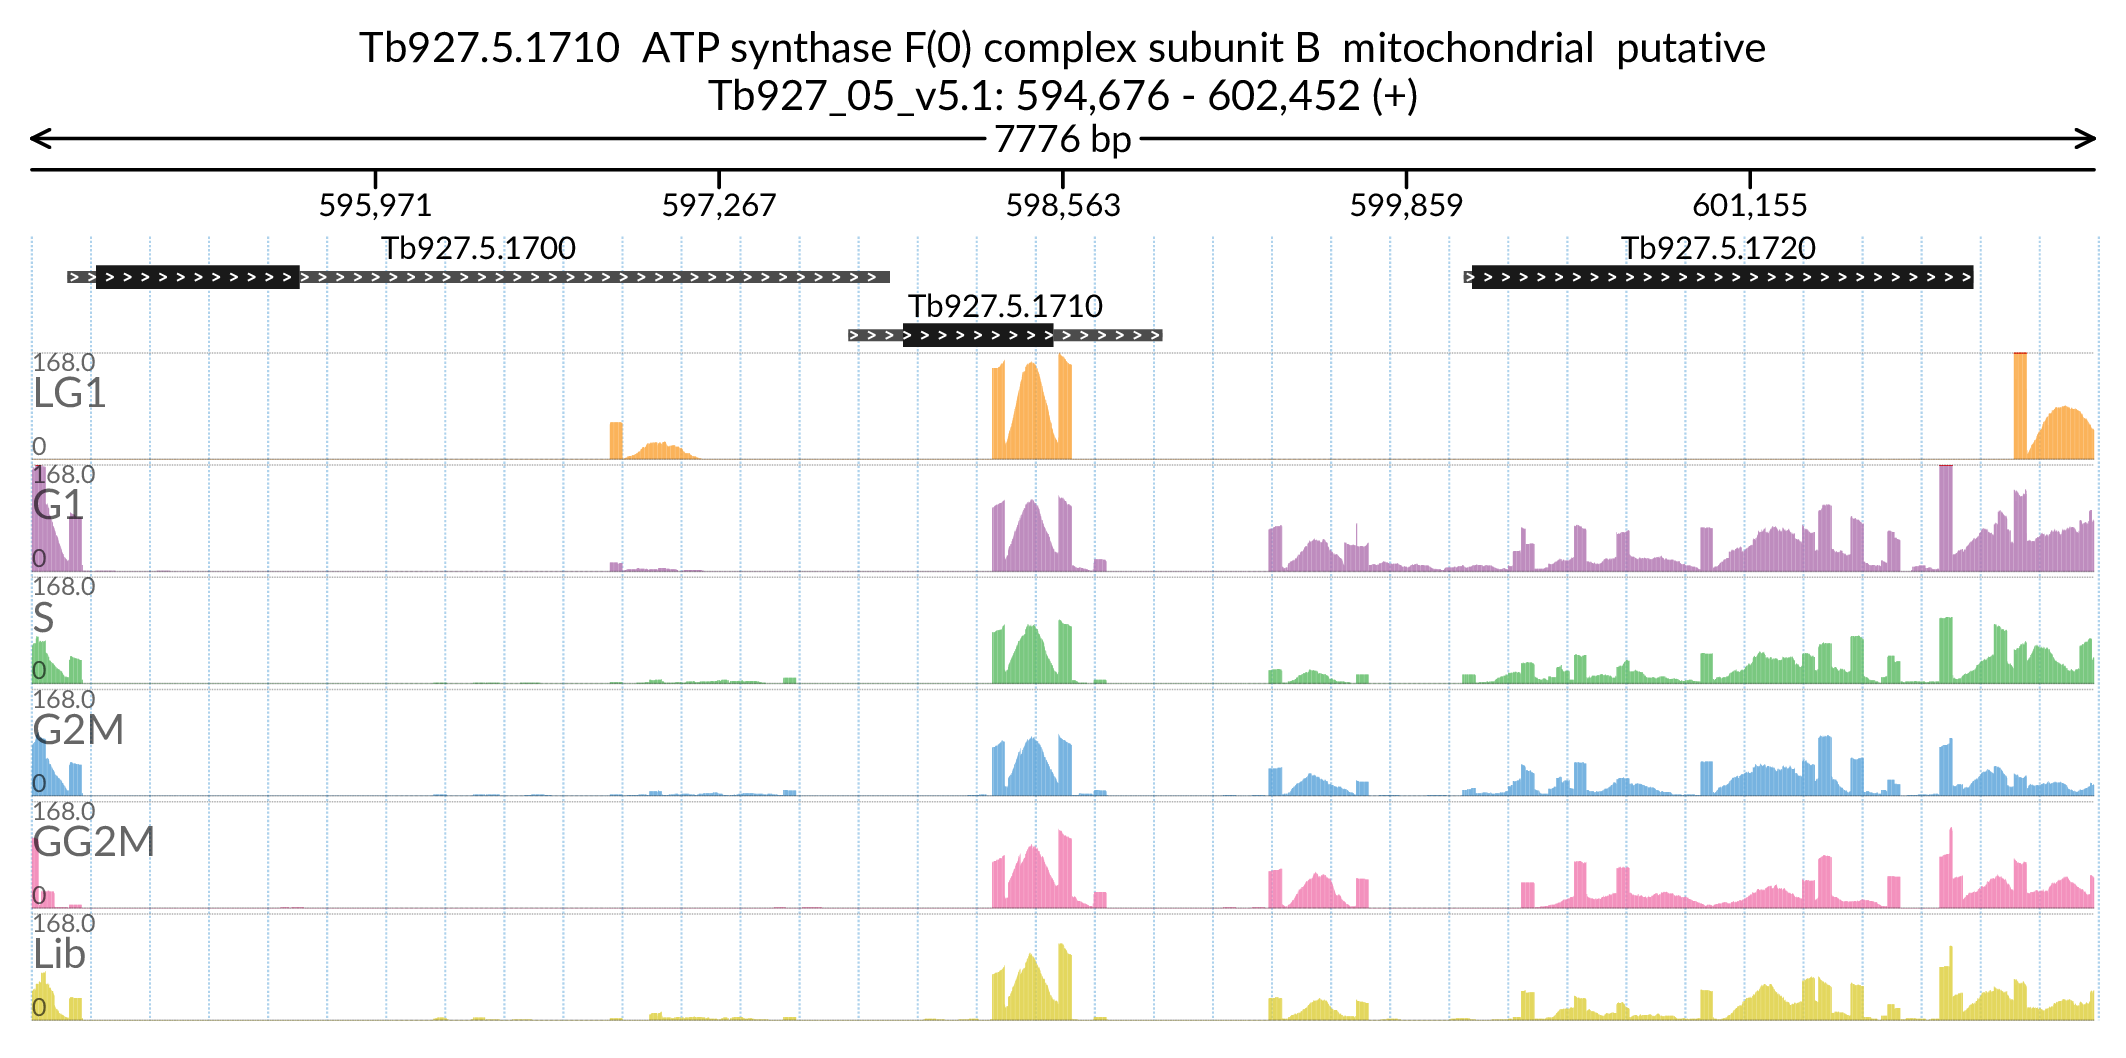 Tb927.5.1710  ATP synthase F(0) complex subunit B  mitochondrial  putative
Tb927_05_v5.1: 594,676 - 602,452 (+)
7776 bp
595,971 597,267 598,563 599,859 601,155
Tb927.5.1700 Tb927.5.1720
Tb927.5.1710
168.0
LG1
0
168.0
G1
0
168.0
S
0
168.0
G2M
0
168.0
GG2M
0
168.0
Lib
0